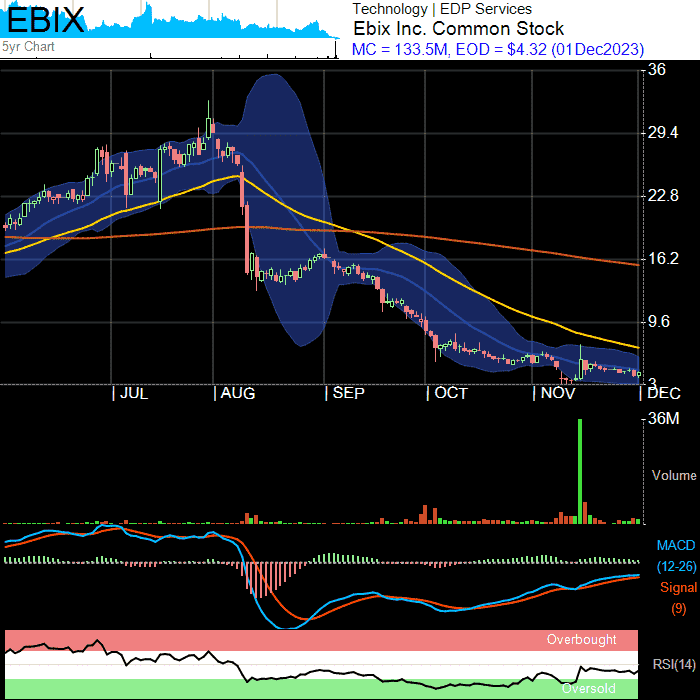 EBIX
5yr Chart
Technology | EDP Services
Ebix Inc. Common Stock
MC = 133.5M, EOD = $4.32 (01Dec2023)
36
29.4
22.8
16.2
9.6
3
JUL AUG SEP OCT NOV DEC
36M
Volume
MACD
(12-26)
Signal
(9)
Overbought
RSI(14)
Oversold